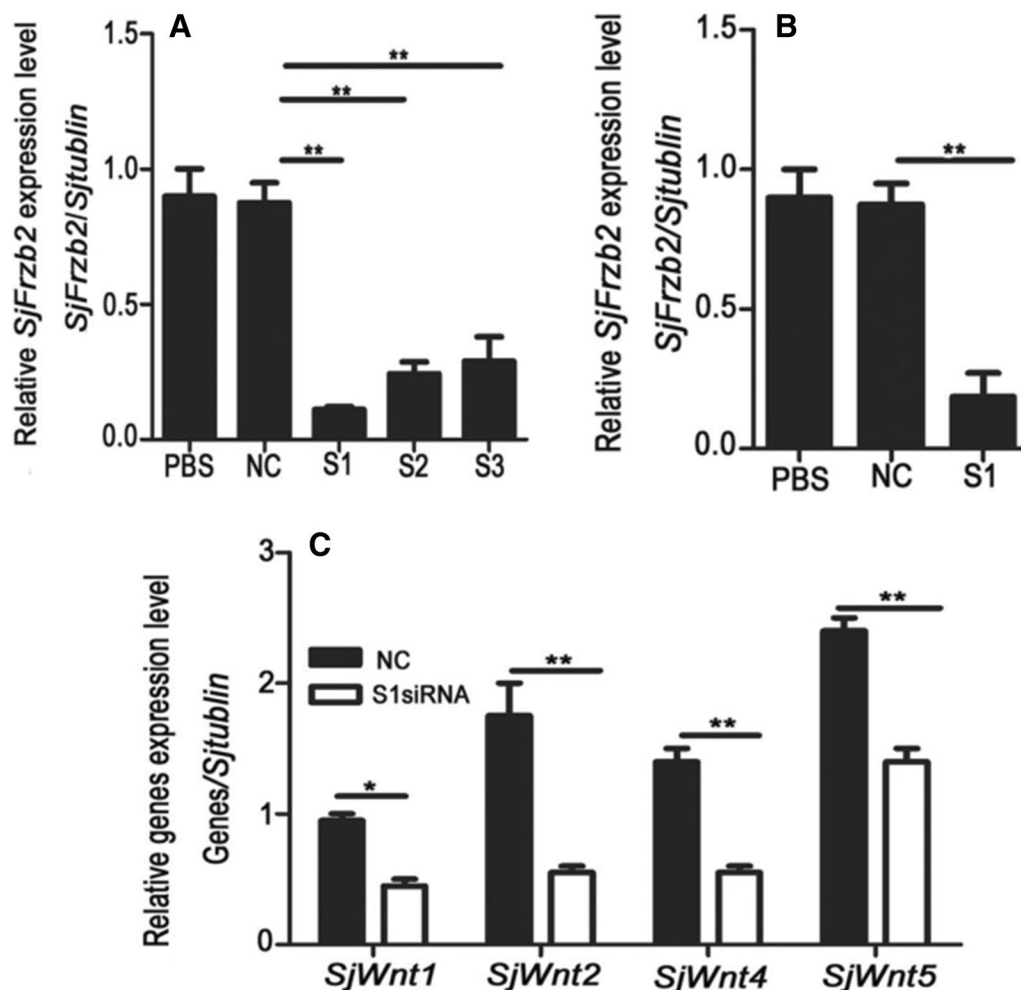 A
Relative SjFrzb2 expression level
SjFrzb2/Sjtublin
1.5
1.0
0.5
0.0
**
**
**
PBS NC S1 S2 S3
B
Relative SjFrzb2 expression level
SjFrzb2/Sjtublin
1.5
1.0
0.5
0.0
**
PBS NC S1
C
Relative genes expression level
Genes/Sjtublin
3
2
1
0
NC
S1siRNA
*
**
**
**
SjWnt1 SjWnt2 SjWnt4 SjWnt5